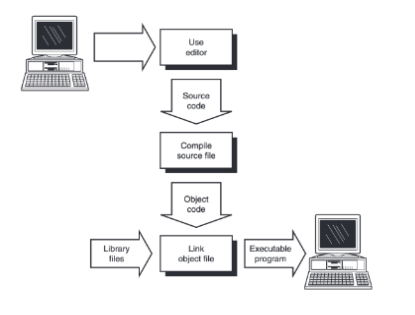 Use
editor
Source
code
Compile
source file
Object
code
Library
files
Link
object file
Executable
program